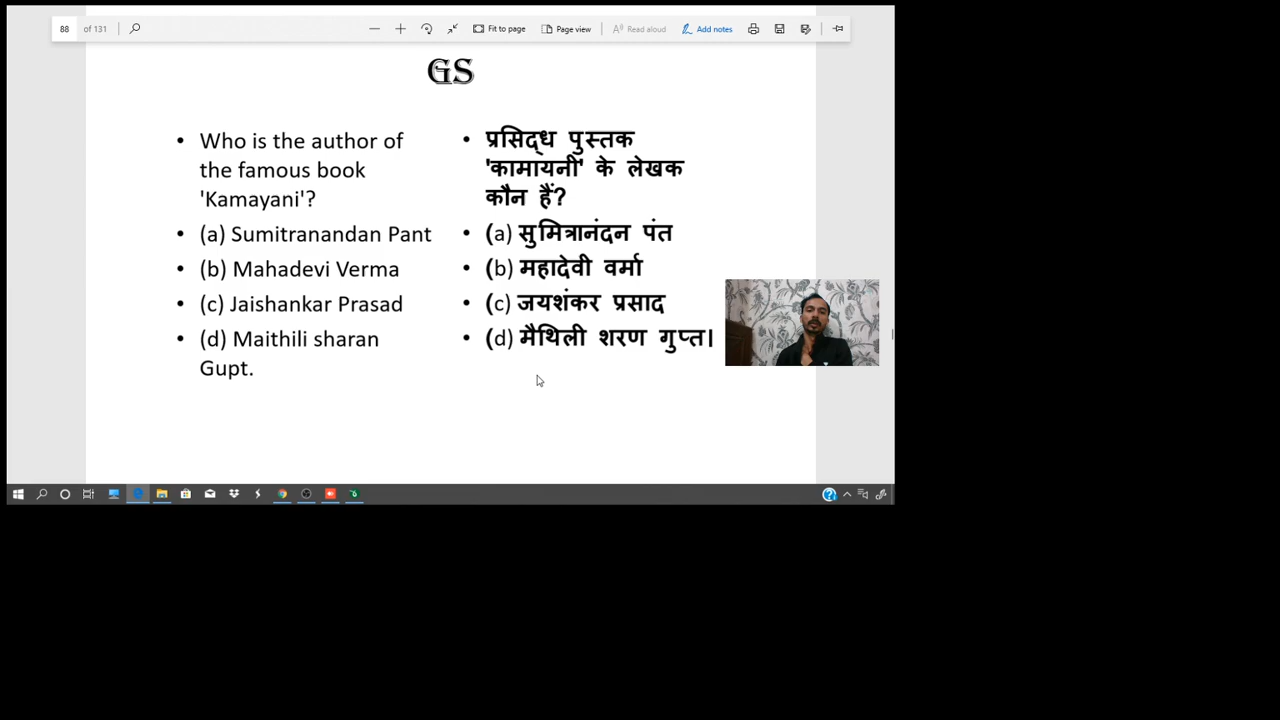 88 of 131 Fit to page Page view Read aloud Add notes
GS
Who is the author of
the famous book
'Kamayani'?
(a) Sumitranandan Pant
(b) Mahadevi Verma
(c) Jaishankar Prasad
(d) Maithili sharan
Gupt.
प्रसिद्ध पुस्तक
'कामायनी' के लेखक
कौन हैं?
(a) सुमित्रानंदन पंत
(b) महादेवी वर्मा
(c) जयशंकर प्रसाद
(d) मैथिली शरण गुप्त।